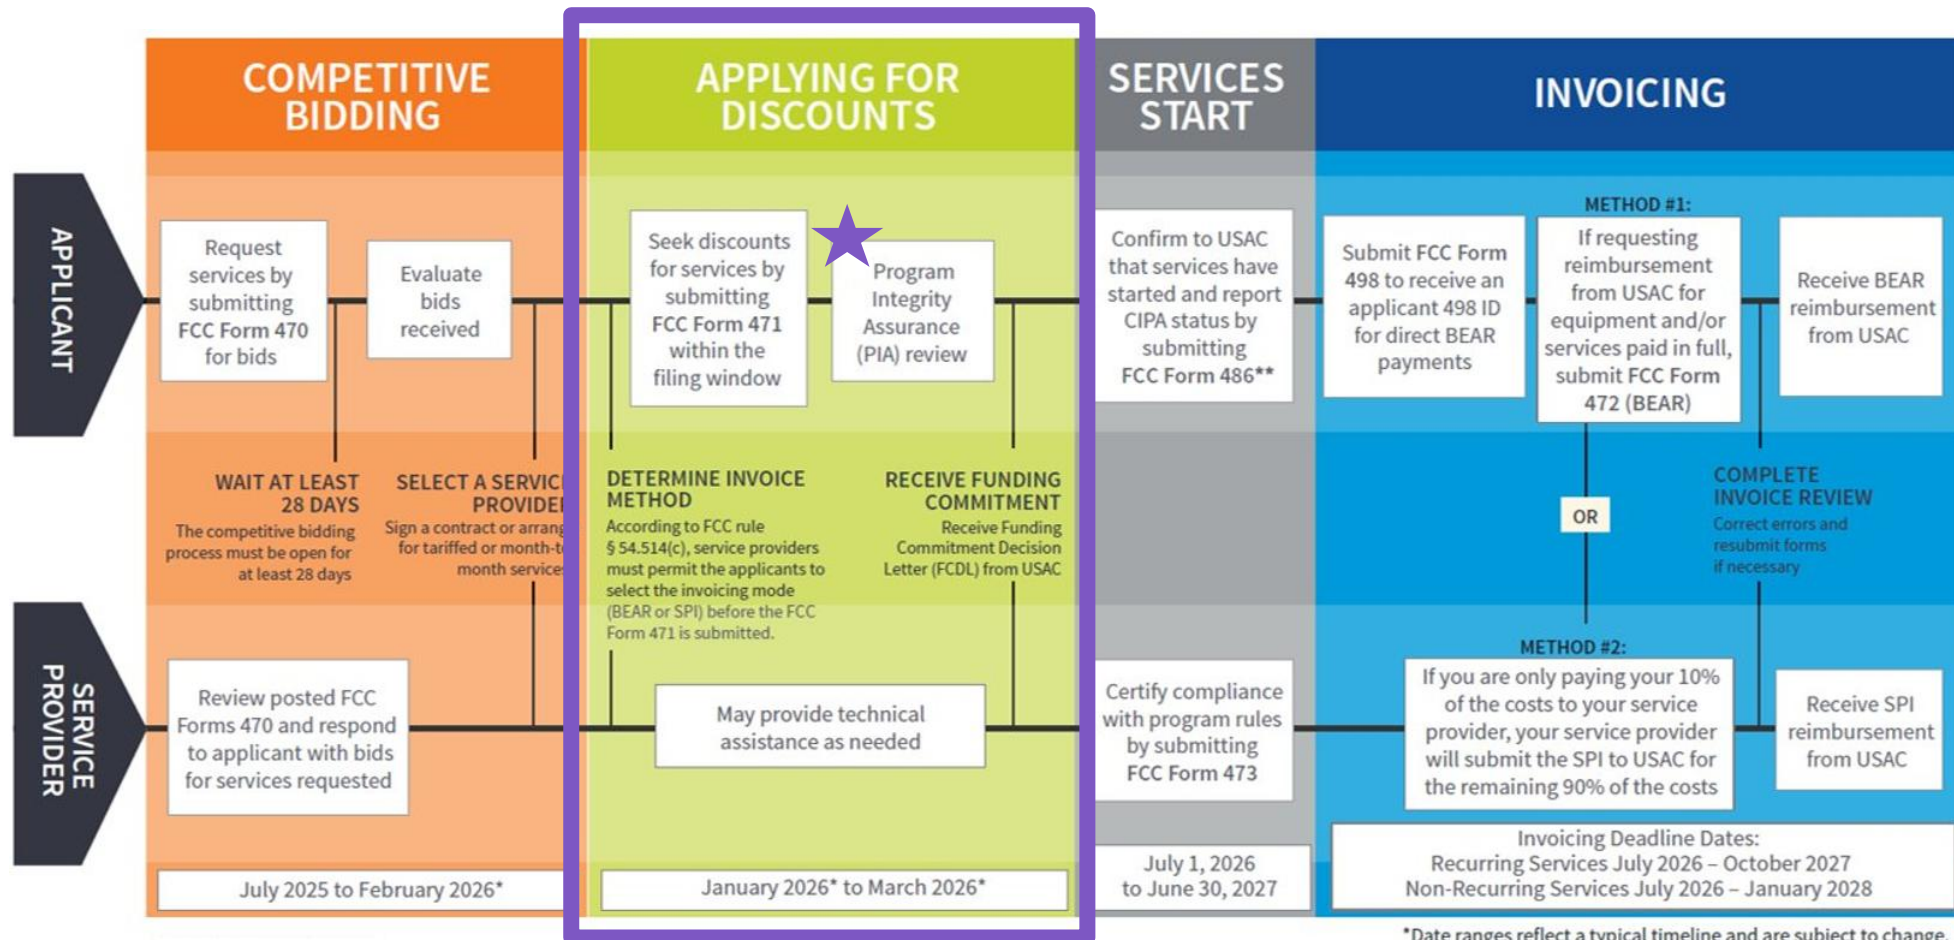 COMPETITIVE
BIDDING
APPLYING FOR
DISCOUNTS
SERVICES
START
INVOICING
APPLICANT
Request
services by
submitting
FCC Form 470
for bids
Evaluate
bids
received
Seek discounts
for services by
submitting
FCC Form 471
within the
filing window
Program
Integrity
Assurance
(PIA) review
Confirm to USAC
that services have
started and report
CIPA status by
submitting
FCC Form 486**
Submit FCC Form
498 to receive an
applicant 498 ID
for direct BEAR
payments
METHOD #1:
If requesting
reimbursement
from USAC for
equipment and/or
services paid in full,
submit FCC Form
472 (BEAR)
Receive BEAR
reimbursement
from USAC
WAIT AT LEAST
28 DAYS
The competitive bidding
process must be open for
at least 28 days
SELECT A SERVIC
PROVIDE
Sign a contract or arrang
for tariffed or month-t
month service
DETERMINE INVOICE
METHOD
According to FCC rule
§ 54.514(c), service providers
must permit the applicants to
select the invoicing mode
(BEAR or SPI) before the FCC
Form 471 is submitted.
RECEIVE FUNDING
COMMITMENT
Receive Funding
Commitment Decision
Letter (FCDL) from USAC
OR
COMPLETE
INVOICE REVIEW
Correct errors and
resubmit forms
if necessary
SERVICE
PROVIDER
Review posted FCC
Forms 470 and respond
to applicant with bids
for services requested
May provide technical
assistance as needed
Certify compliance
with program rules
by submitting
FCC Form 473
METHOD #2:
If you are only paying your 10%
of the costs to your service
provider, your service provider
will submit the SPI to USAC for
the remaining 90% of the costs
Receive SPI
reimbursement
from USAC
July 2025 to February 2026*
January 2026* to March 2026*
July 1, 2026
to June 30, 2027
Invoicing Deadline Dates:
Recurring Services July 2026 – October 2027
Non-Recurring Services July 2026 – January 2028
*Date ranges reflect a typical timeline and are subject to change.